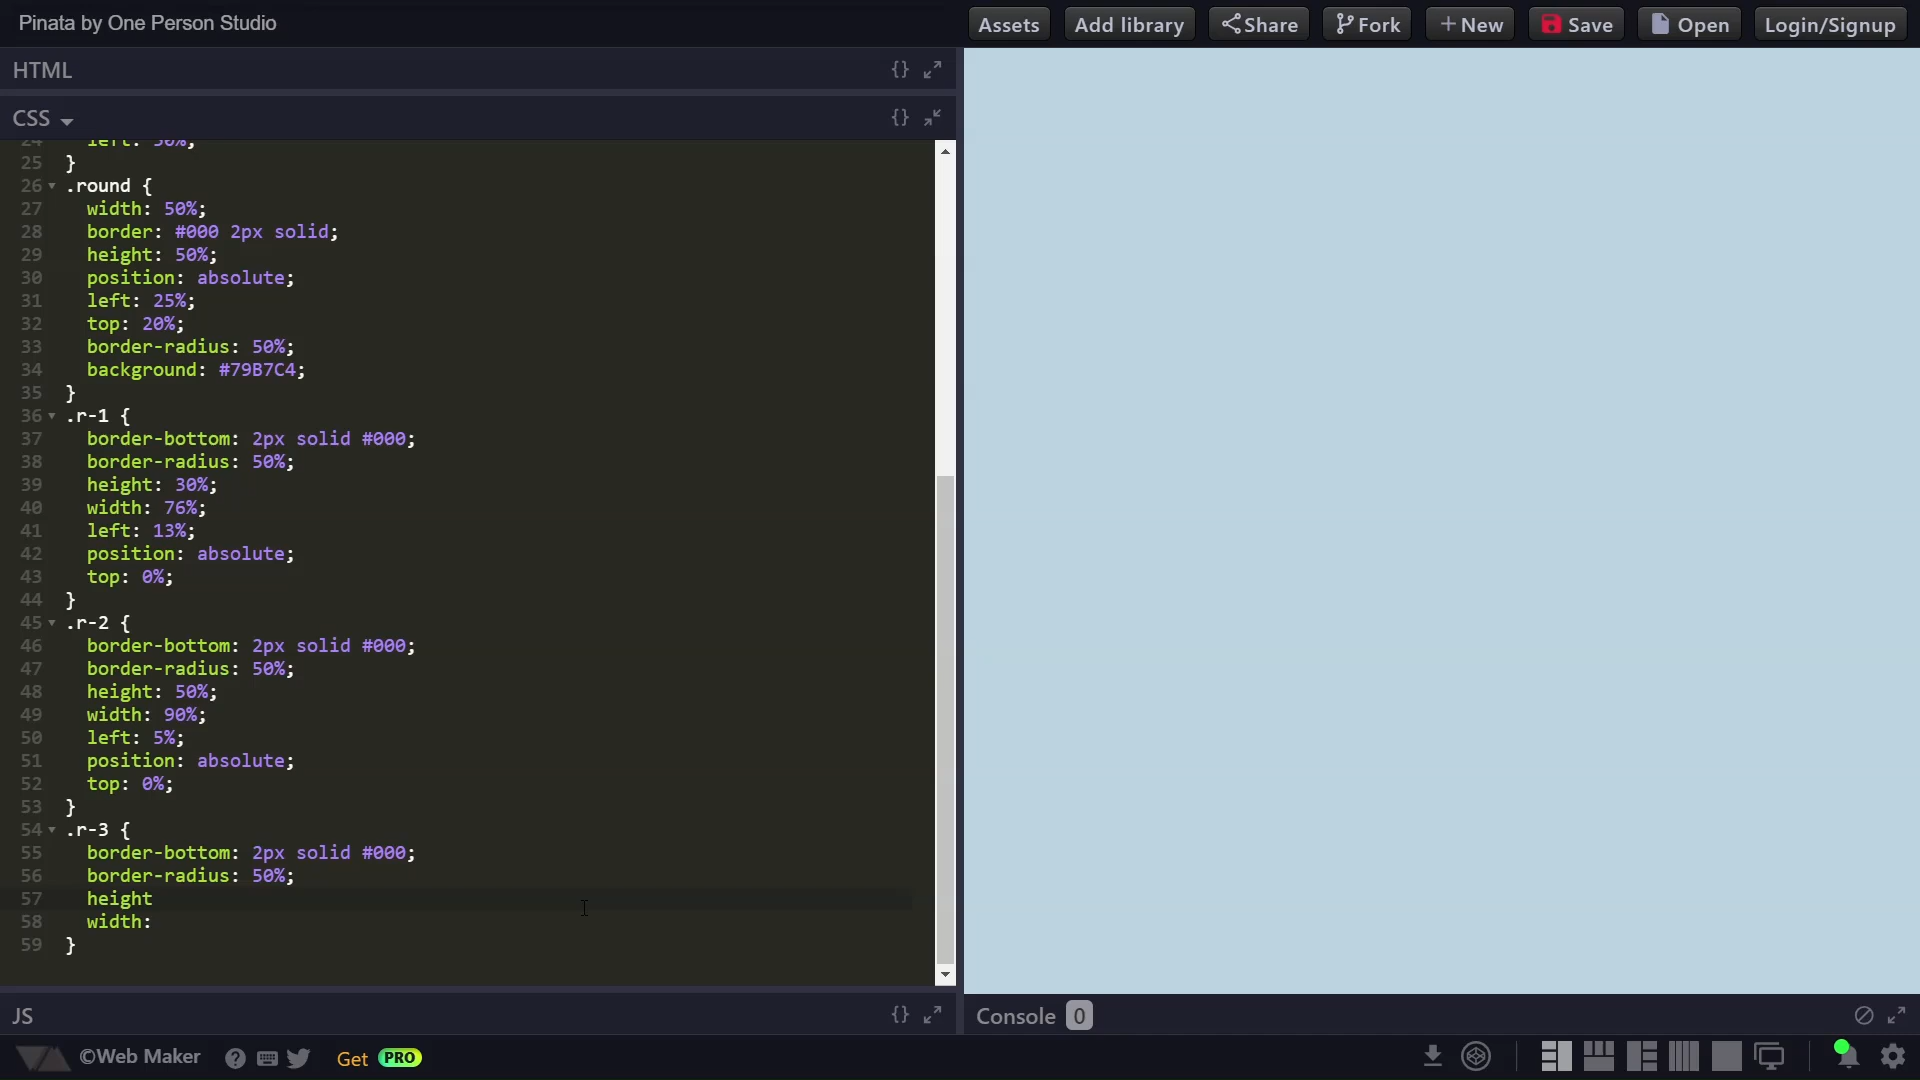 Pinata by One Person Studio
Assets
Add library
Share
Fork
+ New
Save
Open
Login/Signup
HTML
{}
CSS
{}
24 left: 50%;
25 }
26 .round {
27 width: 50%;
28 border: #000 2px solid;
29 height: 50%;
30 position: absolute;
31 left: 25%;
32 top: 20%;
33 border-radius: 50%;
34 background: #79B7C4;
35 }
36 .r-1 {
37 border-bottom: 2px solid #000;
38 border-radius: 50%;
39 height: 30%;
40 width: 76%;
41 left: 13%;
42 position: absolute;
43 top: 0%;
44 }
45 .r-2 {
46 border-bottom: 2px solid #000;
47 border-radius: 50%;
48 height: 50%;
49 width: 90%;
50 left: 5%;
51 position: absolute;
52 top: 0%;
53 }
54 .r-3 {
55 border-bottom: 2px solid #000;
56 border-radius: 50%;
57 height
58 width:
59 }
JS
{}
Console 0
©Web Maker
?
Get PRO